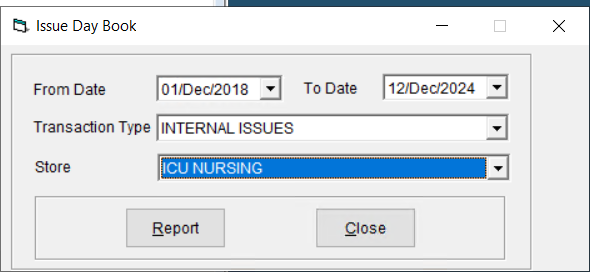 Issue Day Book
From Date 01/Dec/2018 To Date 12/Dec/2024
Transaction Type INTERNAL ISSUES
Store ICU NURSING
Report Close